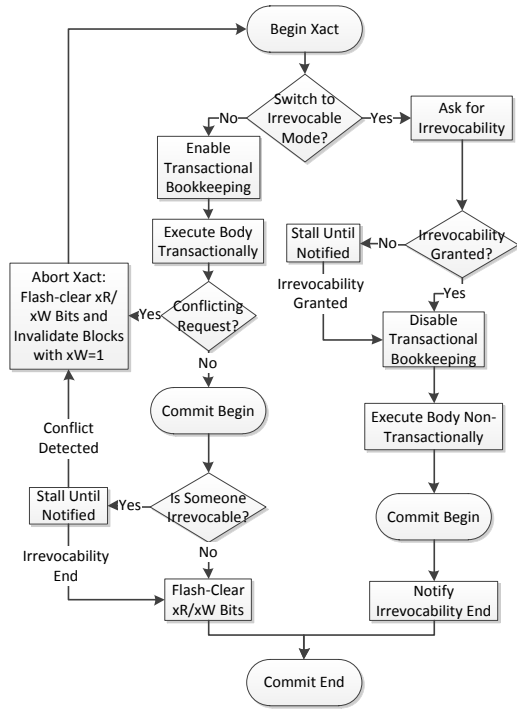 Begin Xact
Switch to
Irrevocable
Mode?
No
Yes
Ask for
Irrevocability
Enable
Transactional
Bookkeeping
Execute Body
Transactionally
Stall Until
Notified
No
Irrevocability
Granted?
Irrevocability
Granted
Yes
Abort Xact:
Flash-clear xR/
xW Bits and
Invalidate Blocks
with xW=1
Yes
Conflicting
Request?
Disable
Transactional
Bookkeeping
No
Commit Begin
Execute Body Non-
Transactionally
Conflict
Detected
Stall Until
Notified
Yes
Is Someone
Irrevocable?
Commit Begin
Irrevocability
End
No
Flash-Clear
xR/xW Bits
Notify
Irrevocability End
Commit End